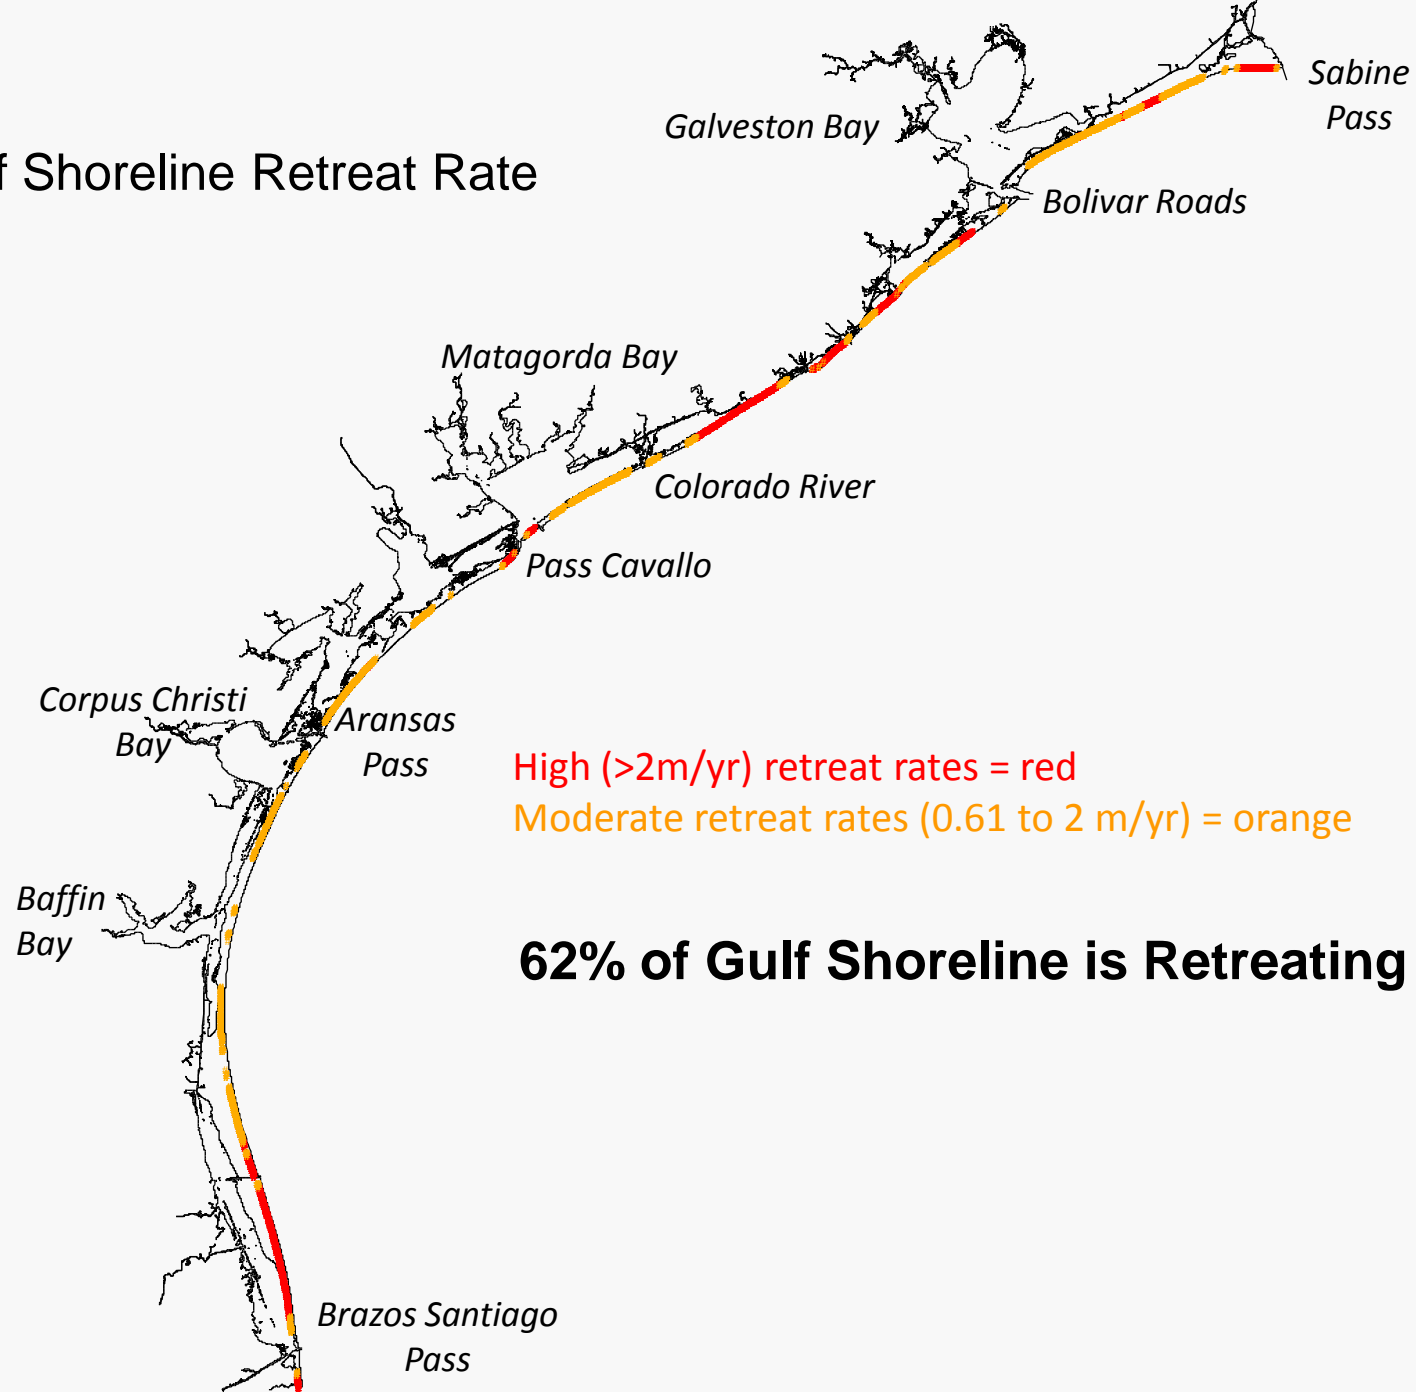 Sabine
Pass
Galveston Bay
f Shoreline Retreat Rate
Bolivar Roads
Matagorda Bay
Colorado River
Pass Cavallo
Corpus Christi
Bay
Aransas
Pass
High (>2m/yr) retreat rates = red
Moderate retreat rates (0.61 to 2 m/yr) = orange
Baffin
Bay
62% of Gulf Shoreline is Retreating
Brazos Santiago
Pass